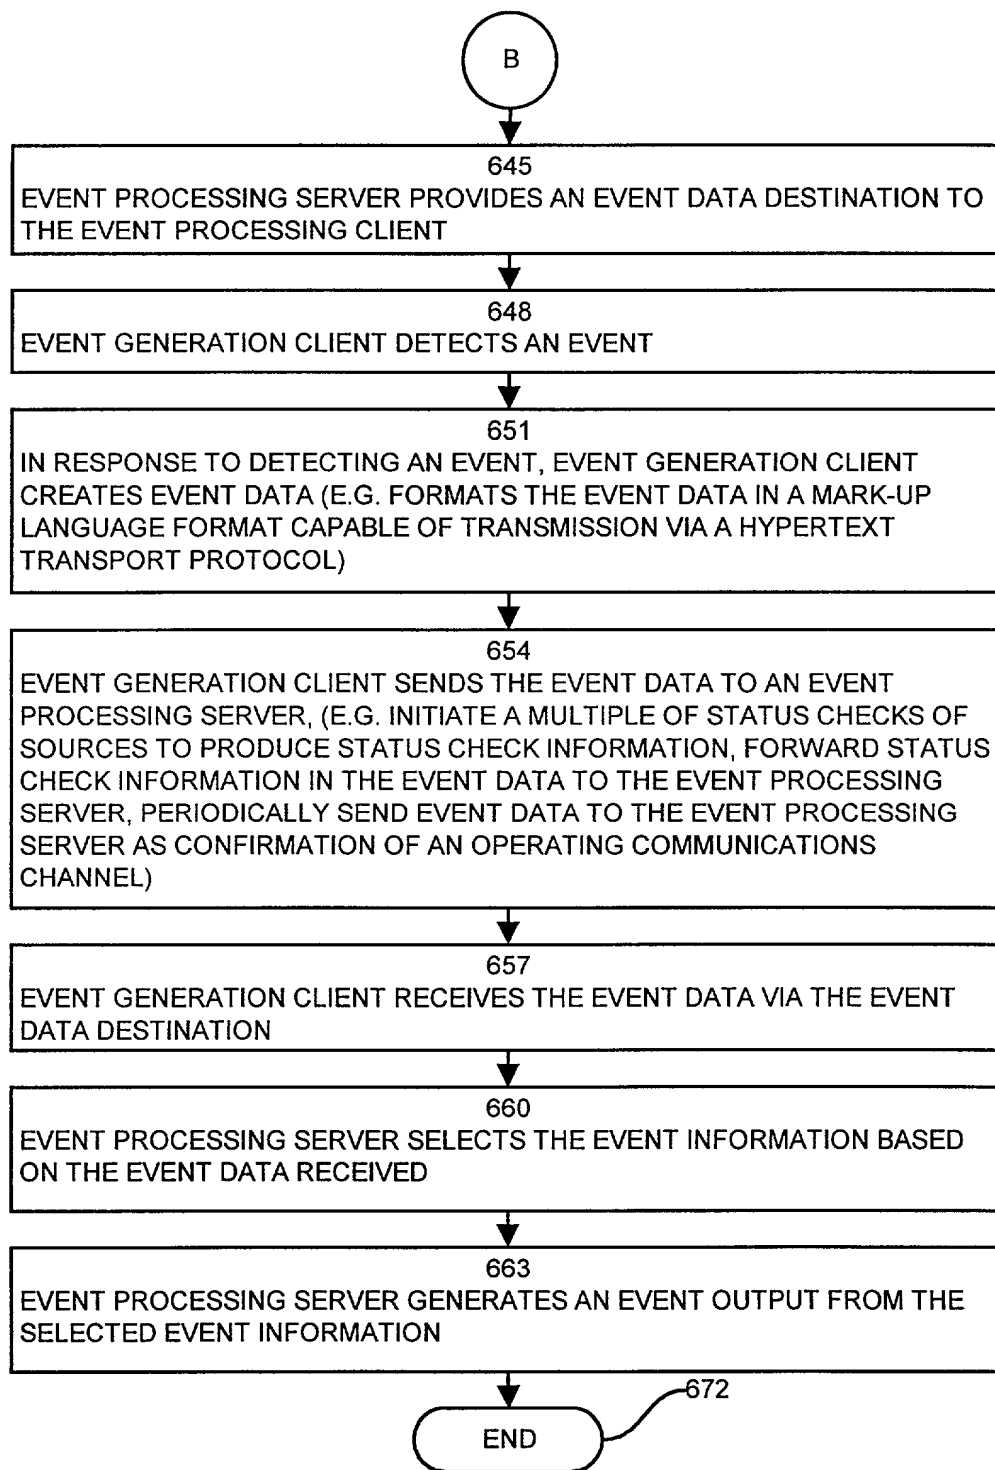 B
645
EVENT PROCESSING SERVER PROVIDES AN EVENT DATA DESTINATION TO
THE EVENT PROCESSING CLIENT
648
EVENT GENERATION CLIENT DETECTS AN EVENT
651
IN RESPONSE TO DETECTING AN EVENT, EVENT GENERATION CLIENT
CREATES EVENT DATA (E.G. FORMATS THE EVENT DATA IN A MARK-UP
LANGUAGE FORMAT CAPABLE OF TRANSMISSION VIA A HYPERTEXT
TRANSPORT PROTOCOL)
654
EVENT GENERATION CLIENT SENDS THE EVENT DATA TO AN EVENT
PROCESSING SERVER, (E.G. INITIATE A MULTIPLE OF STATUS CHECKS OF
SOURCES TO PRODUCE STATUS CHECK INFORMATION, FORWARD STATUS
CHECK INFORMATION IN THE EVENT DATA TO THE EVENT PROCESSING
SERVER, PERIODICALLY SEND EVENT DATA TO THE EVENT PROCESSING
SERVER AS CONFIRMATION OF AN OPERATING COMMUNICATIONS
CHANNEL)
657
EVENT GENERATION CLIENT RECEIVES THE EVENT DATA VIA THE EVENT
DATA DESTINATION
660
EVENT PROCESSING SERVER SELECTS THE EVENT INFORMATION BASED
ON THE EVENT DATA RECEIVED
663
EVENT PROCESSING SERVER GENERATES AN EVENT OUTPUT FROM THE
SELECTED EVENT INFORMATION
672
END